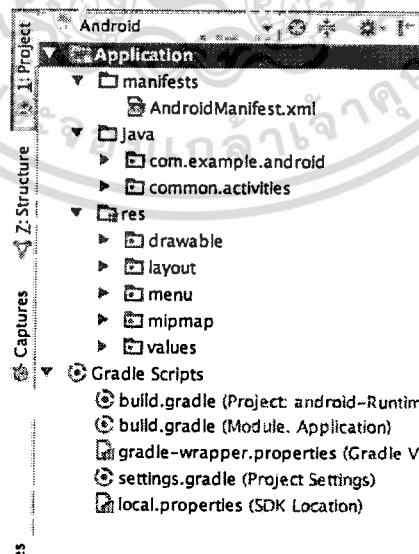 Android
1: Project
Application
manifests
AndroidManifest.xml
java
com.example.android
common.activities
res
drawable
layout
menu
mipmap
values
Gradle Scripts
build.gradle (Project: android-Runtim
build.gradle (Module. Application)
gradle-wrapper.properties (Gradle V
settings.gradle (Project Settings)
local.properties (SDK Location)
Z: Structure
Captures
es